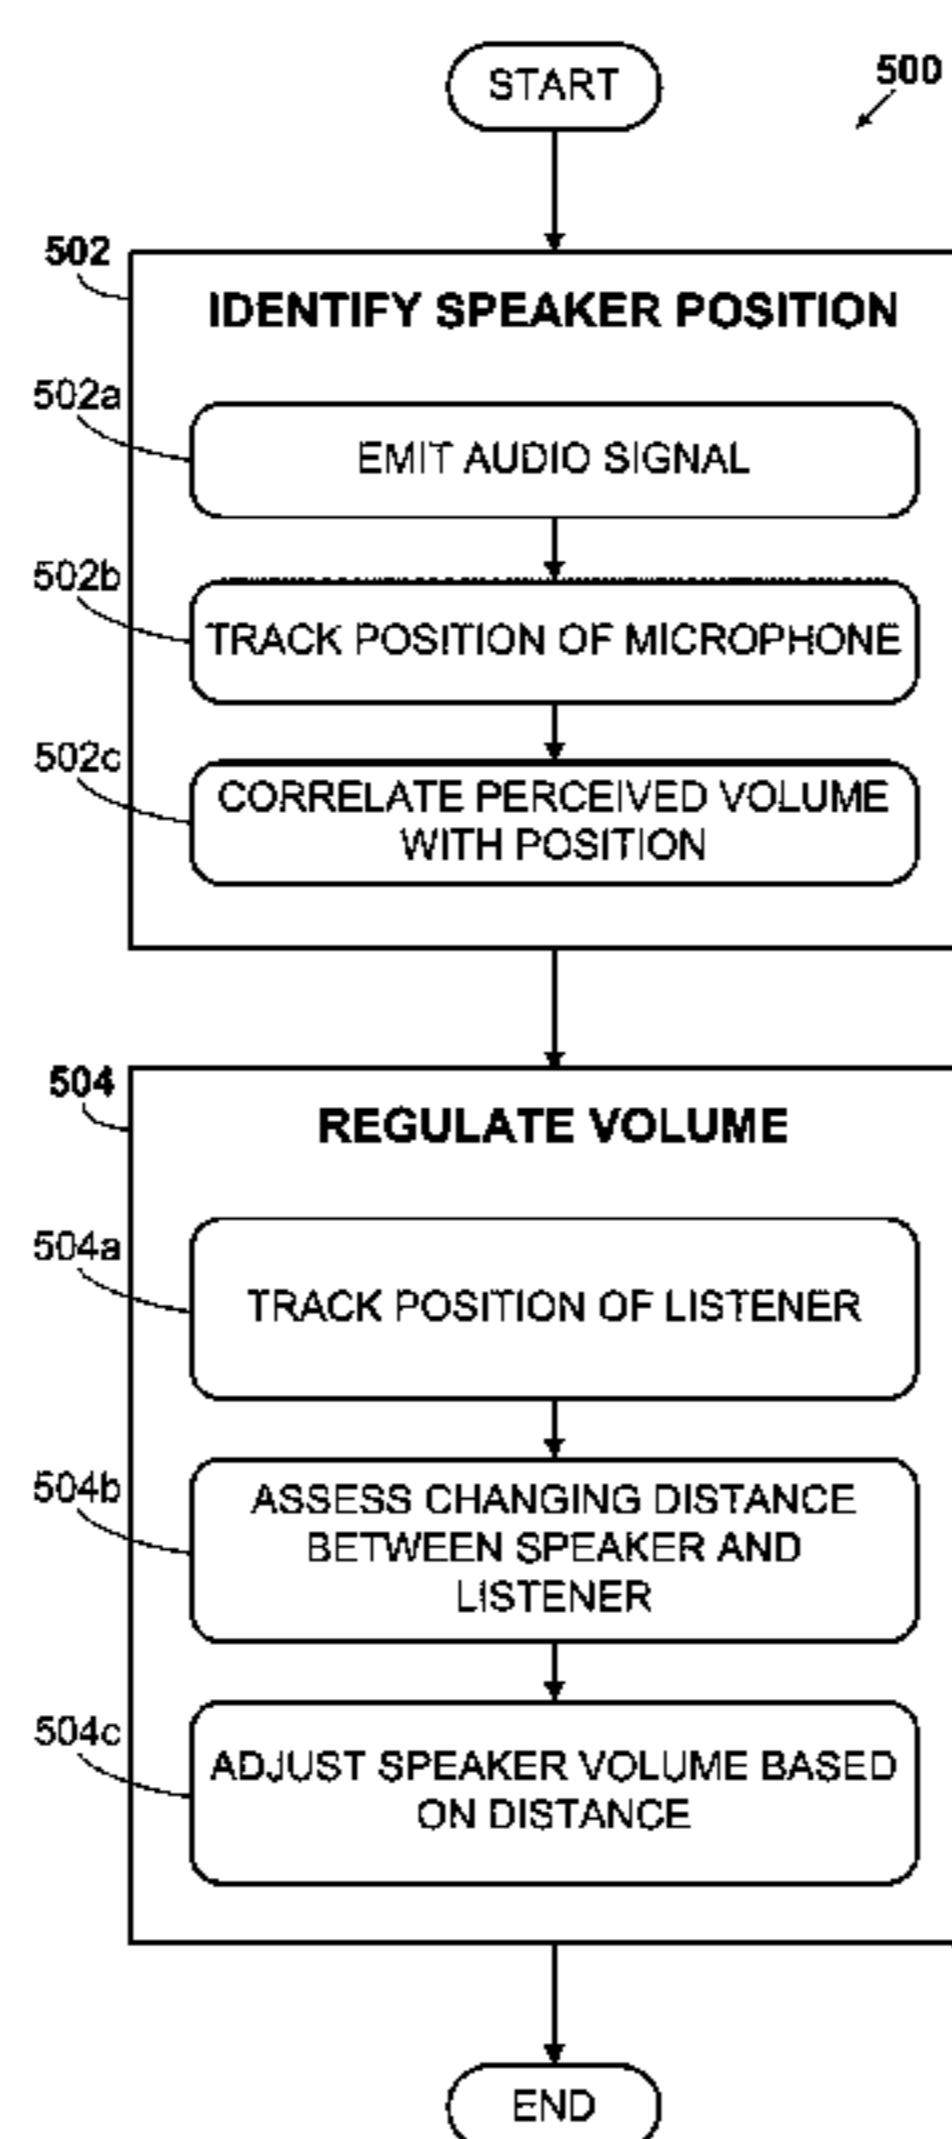 START
500
502
IDENTIFY SPEAKER POSITION
502a
EMIT AUDIO SIGNAL
502b
TRACK POSITION OF MICROPHONE
502c
CORRELATE PERCEIVED VOLUME
WITH POSITION
504
REGULATE VOLUME
504a
TRACK POSITION OF LISTENER
504b
ASSESS CHANGING DISTANCE
BETWEEN SPEAKER AND
LISTENER
504c
ADJUST SPEAKER VOLUME BASED
ON DISTANCE
END